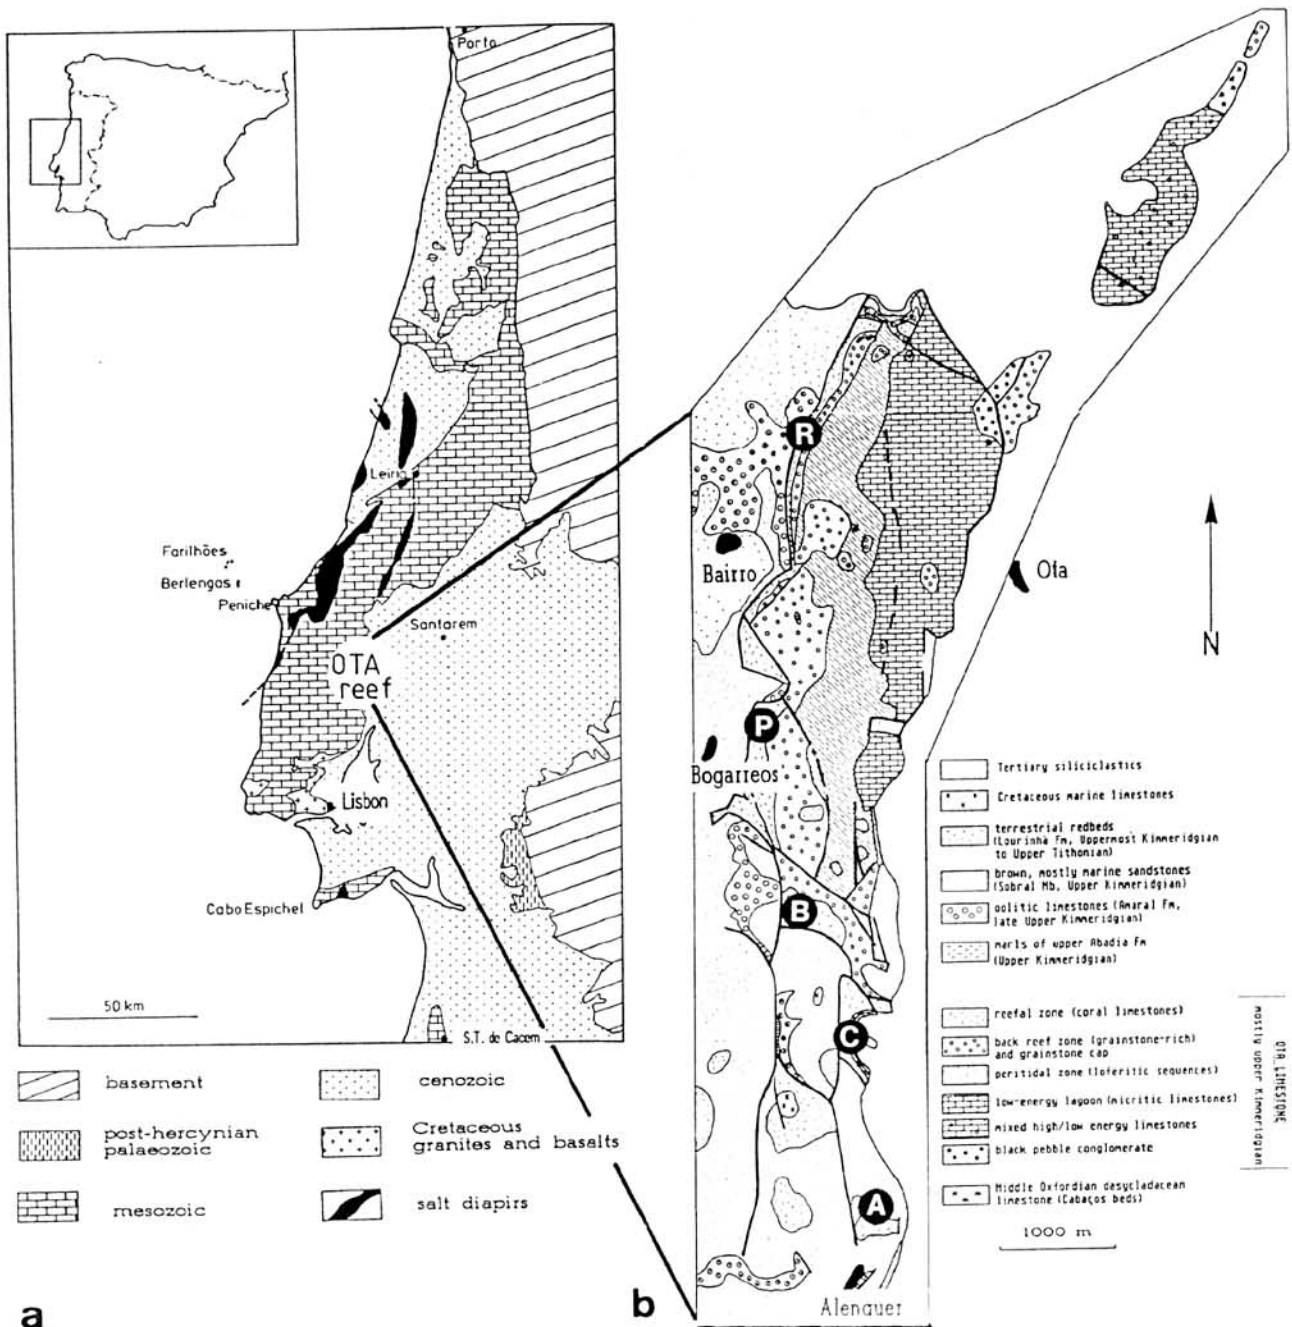 Porto
Leiria
Farilhões
Berlengas
Peniche
Santarem
OTA
reef
Lisbon
Cabo Espichel
50 km
S.T. de Cacem
basement
post-hercynian
palaeozoic
mesozoic
cenozoic
Cretaceous
granites and basalts
salt diapirs
a
R
Bairro
Ota
N
P
Bogarreos
B
C
A
Alenquer
b
Tertiary siliciclastics
Cretaceous marine limestones
terrestrial redbeds
(Lourinhã Fm, Uppermost Kimmeridgian
to Upper Tithonian)
brown, mostly marine sandstones
(Sobral Mb, Upper Kimmeridgian)
oolitic limestones (Amaral Fm,
late Upper Kimmeridgian)
marls of upper Abadia Fm
(Upper Kimmeridgian)
reefal zone (coral limestones)
back reef zone (grainstone-rich)
and grainstone cap
peritidal zone (loferitic sequences)
low-energy lagoon (micritic limestones)
mixed high/low energy limestones
black pebble conglomerate
OTA LIMESTONE
mostly upper Kimmeridgian
Middle Oxfordian dasycladacean
limestone (Cabaços beds)
1000 m